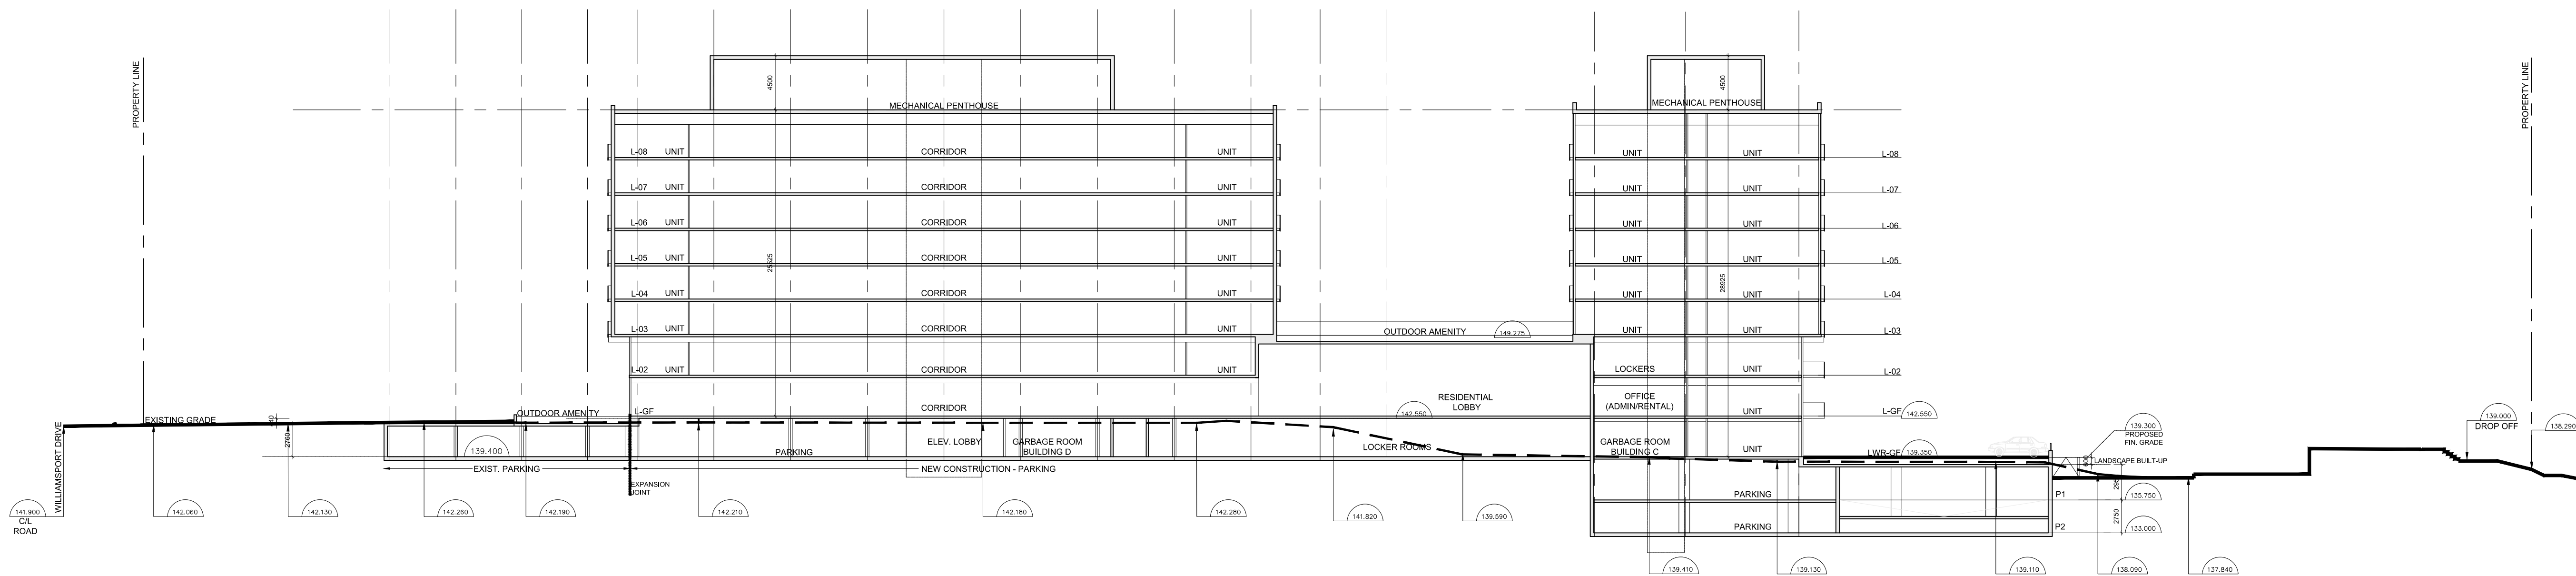 PROPERTY LINE
PROPERTY LINE
4500
4500
MECHANICAL PENTHOUSE
MECHANICAL PENTHOUSE
L-08 UNIT CORRIDOR UNIT UNIT UNIT L-08
L-07 UNIT CORRIDOR UNIT UNIT UNIT L-07
L-06 UNIT CORRIDOR UNIT UNIT UNIT L-06
L-05 UNIT CORRIDOR UNIT UNIT UNIT L-05
28925
L-04 UNIT CORRIDOR UNIT UNIT UNIT L-04
L-03 UNIT CORRIDOR UNIT OUTDOOR AMENITY 149.275 UNIT UNIT L-03
L-02 UNIT CORRIDOR UNIT LOCKERS UNIT L-02
EXISTING GRADE
440
2760
OUTDOOR AMENITY
L-GF
CORRIDOR
RESIDENTIAL
LOBBY
142.550
OFFICE
(ADMIN/RENTAL)
UNIT
L-GF
142.550
139.400
PARKING
ELEV. LOBBY
GARBAGE ROOM
BUILDING D
LOCKER ROOMS
GARBAGE ROOM
BUILDING C
UNIT
LWR-GF
139.350
139.300
PROPOSED
FIN. GRADE
600
LANDSCAPE BUILT-UP
139.000
DROP OFF
138.290
EXIST. PARKING
NEW CONSTRUCTION - PARKING
EXPANSION
JOINT
WILLIAMSPORT DRIVE
PARKING
P1
135.750
2750
PARKING
P2
133.000
141.900
C/L
ROAD
142.060
142.130
142.260
142.190
142.210
142.180
142.280
141.820
139.590
139.410
139.130
139.110
138.090
137.840